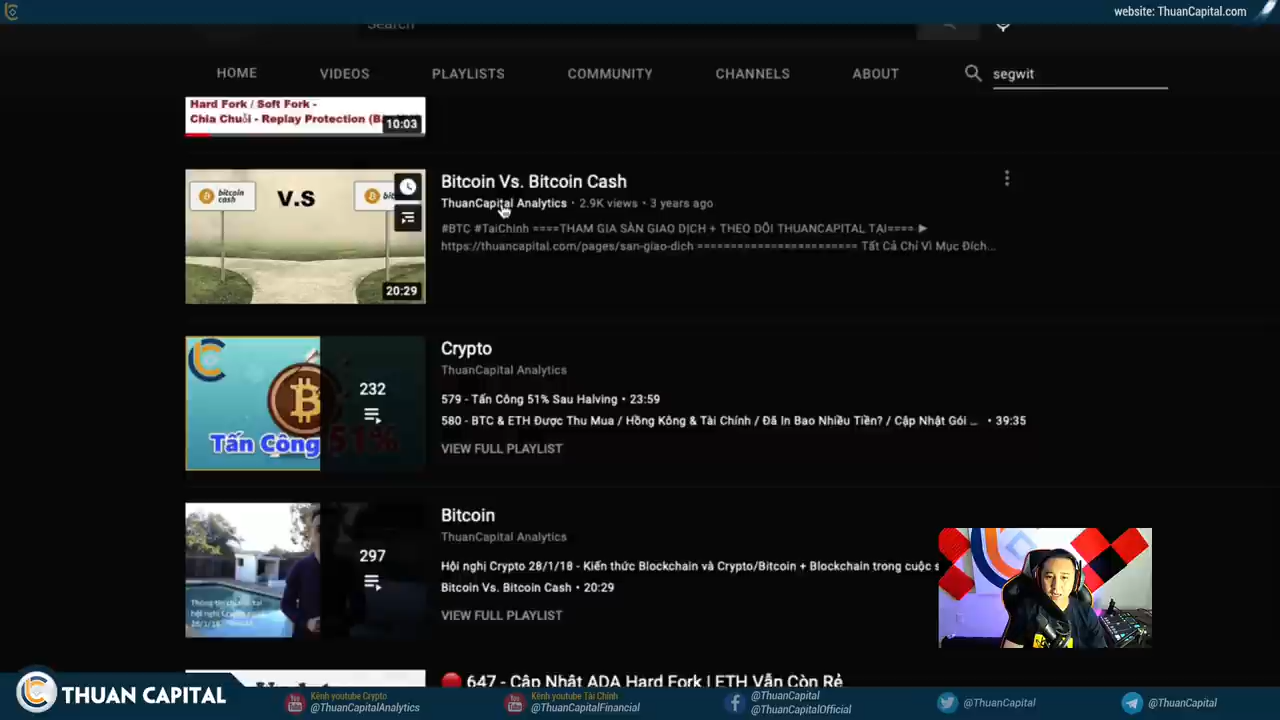 website: ThuanCapital.com
Search
HOME
VIDEOS
PLAYLISTS
COMMUNITY
CHANNELS
ABOUT
segwit
Hard Fork / Soft Fork -
Chia Chuỗi - Replay Protection
10:03
bitcoin
cash
V.S
20:29
Bitcoin Vs. Bitcoin Cash
ThuanCapital Analytics • 2.9K views • 3 years ago
#BTC #TaiChinh ====THAM GIA SÀN GIAO DỊCH + THEO DÕI THUANCAPITAL TẠI==== ►
https://thuancapital.com/pages/san-giao-dich ======================== Tất Cả Chỉ Vì Mục Đích...
Tấn Công 51%
232
Crypto
ThuanCapital Analytics
579 - Tấn Công 51% Sau Halving • 23:59
580 - BTC & ETH Được Thu Mua / Hồng Kông & Tài Chính / Đã In Bao Nhiêu Tiền? / Cập Nhật Gói ... • 39:35
VIEW FULL PLAYLIST
297
Bitcoin
ThuanCapital Analytics
Hội nghị Crypto 28/1/18 - Kiến thức Blockchain và Crypto/Bitcoin + Blockchain trong cuộc
Bitcoin Vs. Bitcoin Cash • 20:29
VIEW FULL PLAYLIST
647 - Cập Nhật ADA Hard Fork | ETH Vẫn Còn Rẻ
THUAN CAPITAL
Kênh youtube Crypto
@ThuanCapitalAnalytics
Kênh youtube Tài Chính
@ThuanCapitalFinancial
@ThuanCapital
@ThuanCapitalOfficial
@ThuanCapital
@ThuanCapital